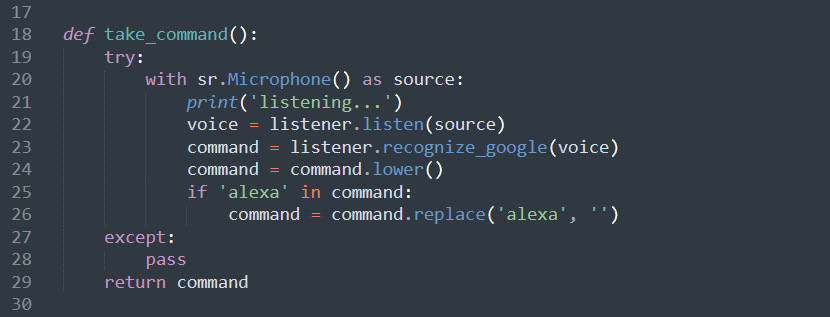 17
18 def take_command():
19     try:
20         with sr.Microphone() as source:
21             print('listening...')
22             voice = listener.listen(source)
23             command = listener.recognize_google(voice)
24             command = command.lower()
25             if 'alexa' in command:
26                 command = command.replace('alexa', '')
27     except:
28         pass
29     return command
30